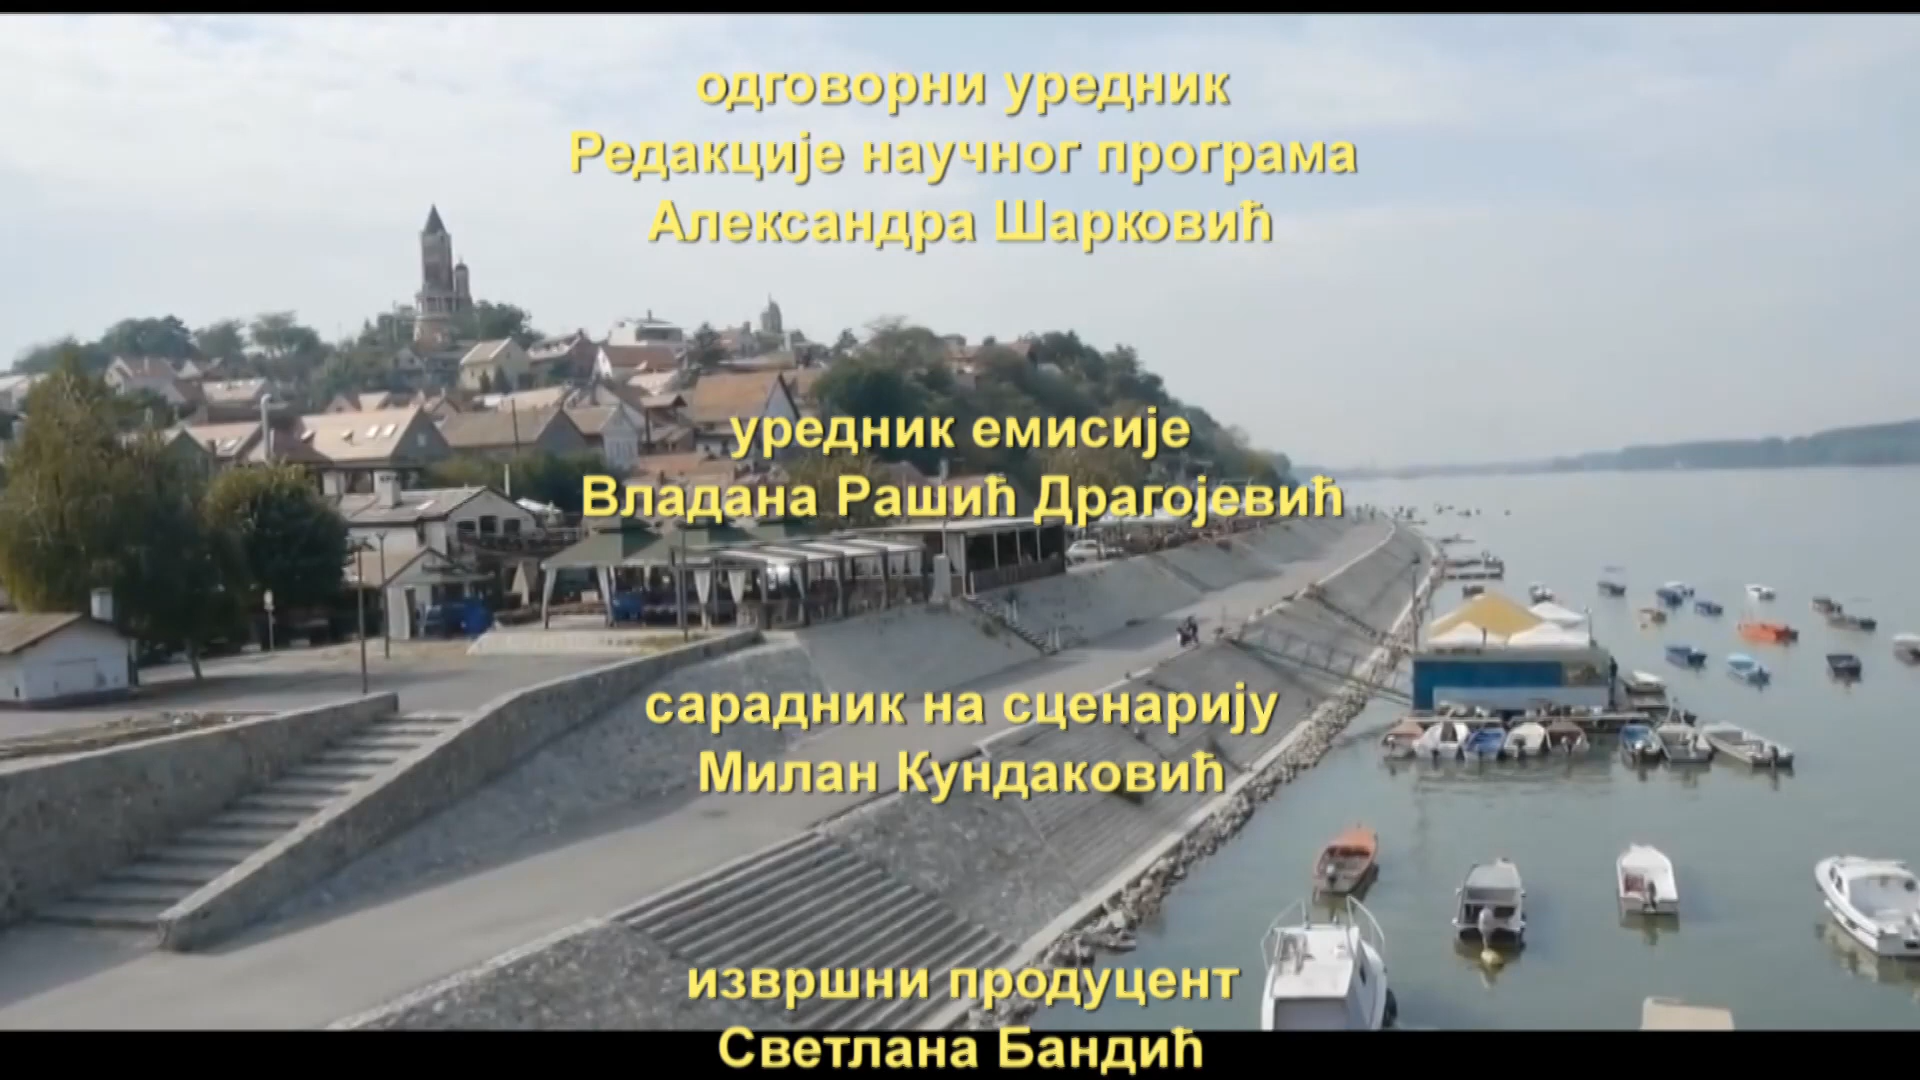 одговорни уредник
Редакције научног програма
Александра Шарковић
уредник емисије
Владана Рашић Драгојевић
сарадник на сценарију
Милан Кундаковић
извршни продуцент
Светлана Бандић